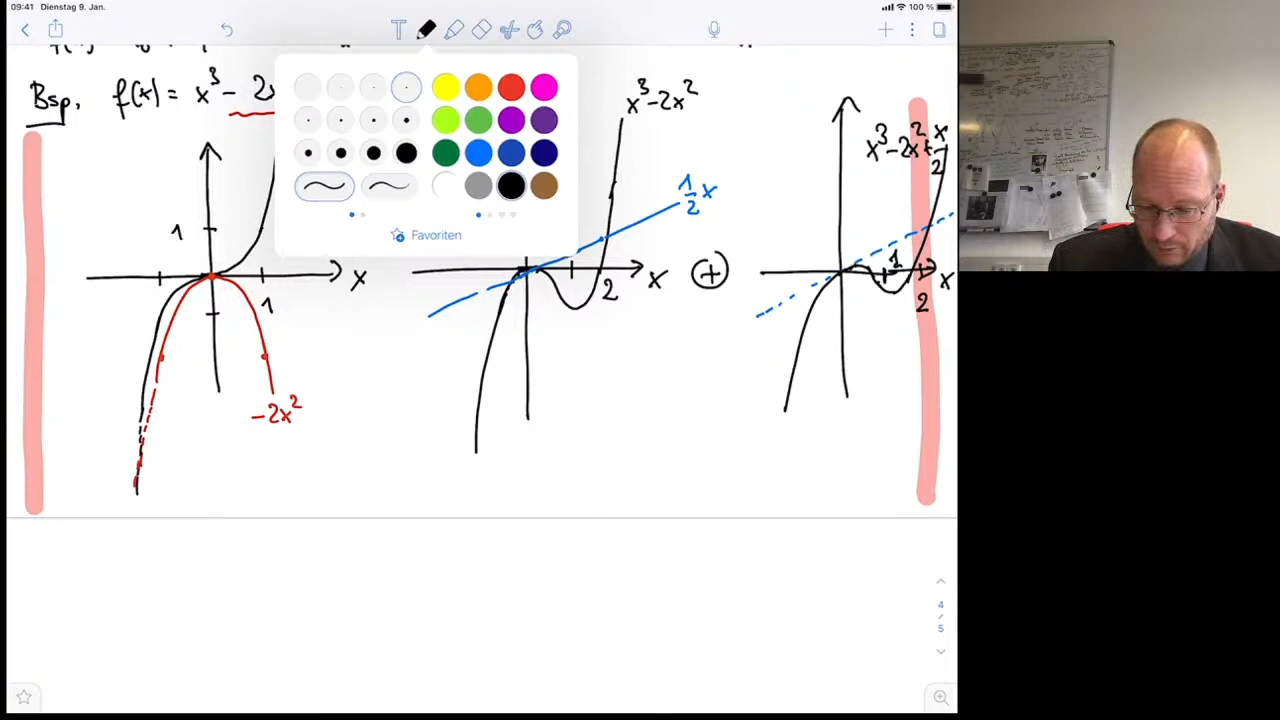 09:41 Dienstag 9. Jan.
100 %
Bsp. f(x) = x³ - 2x
x³-2x²
x³-2x²+x/2
1/2 x
1
x
1
-2x²
2
x
+
1
x
2
Favoriten
4
/
5